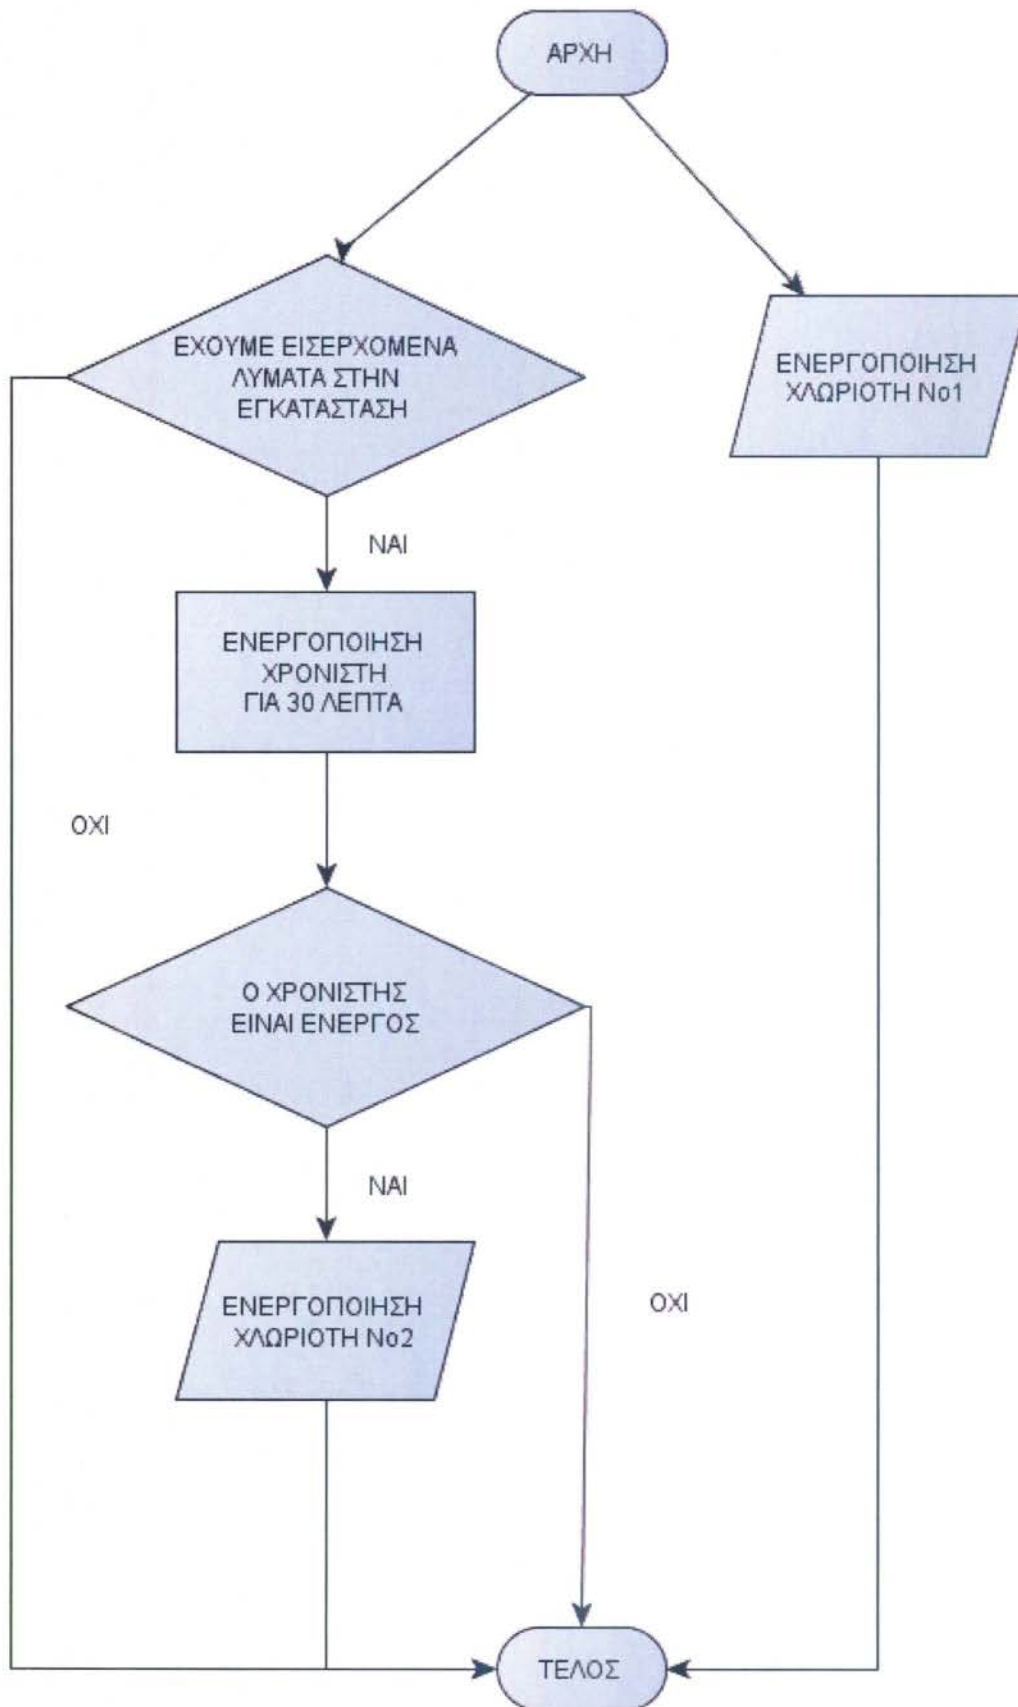 ΑΡΧΗ
ΕΧΟΥΜΕ ΕΙΣΕΡΧΟΜΕΝΑ
ΛΥΜΑΤΑ ΣΤΗΝ
ΕΓΚΑΤΑΣΤΑΣΗ
ΕΝΕΡΓΟΠΟΙΗΣΗ
ΧΛΩΡΙΟΤΗ Νο1
ΝΑΙ
ΕΝΕΡΓΟΠΟΙΗΣΗ
ΧΡΟΝΙΣΤΗ
ΓΙΑ 30 ΛΕΠΤΑ
ΟΧΙ
Ο ΧΡΟΝΙΣΤΗΣ
ΕΙΝΑΙ ΕΝΕΡΓΟΣ
ΝΑΙ
ΕΝΕΡΓΟΠΟΙΗΣΗ
ΧΛΩΡΙΟΤΗ Νο2
ΟΧΙ
ΤΕΛΟΣ